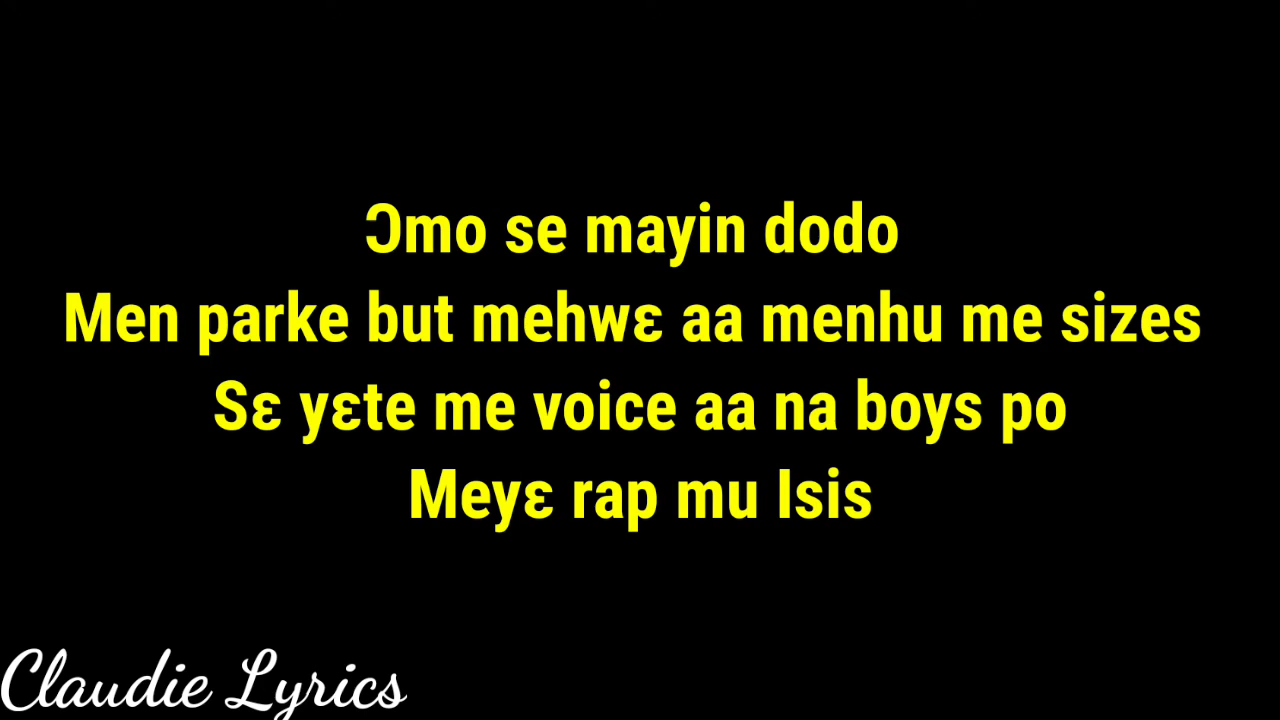 Ɔmo se mayin dodo
Men parke but mehwɛ aa menhu me sizes
Sɛ yɛte me voice aa na boys po
Meyɛ rap mu Isis
Claudie Lyrics